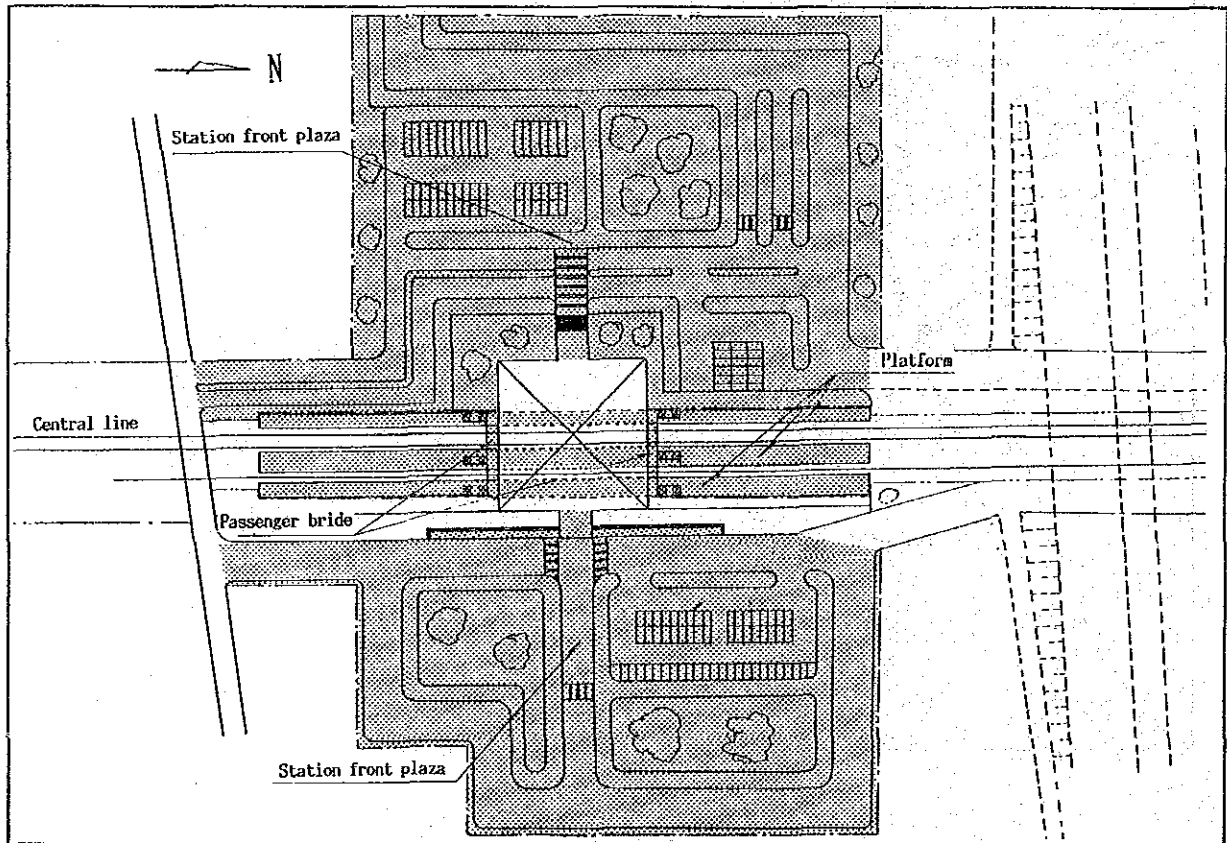 N
Station front plaza
Platform
Central line
Passenger bride
Station front plaza